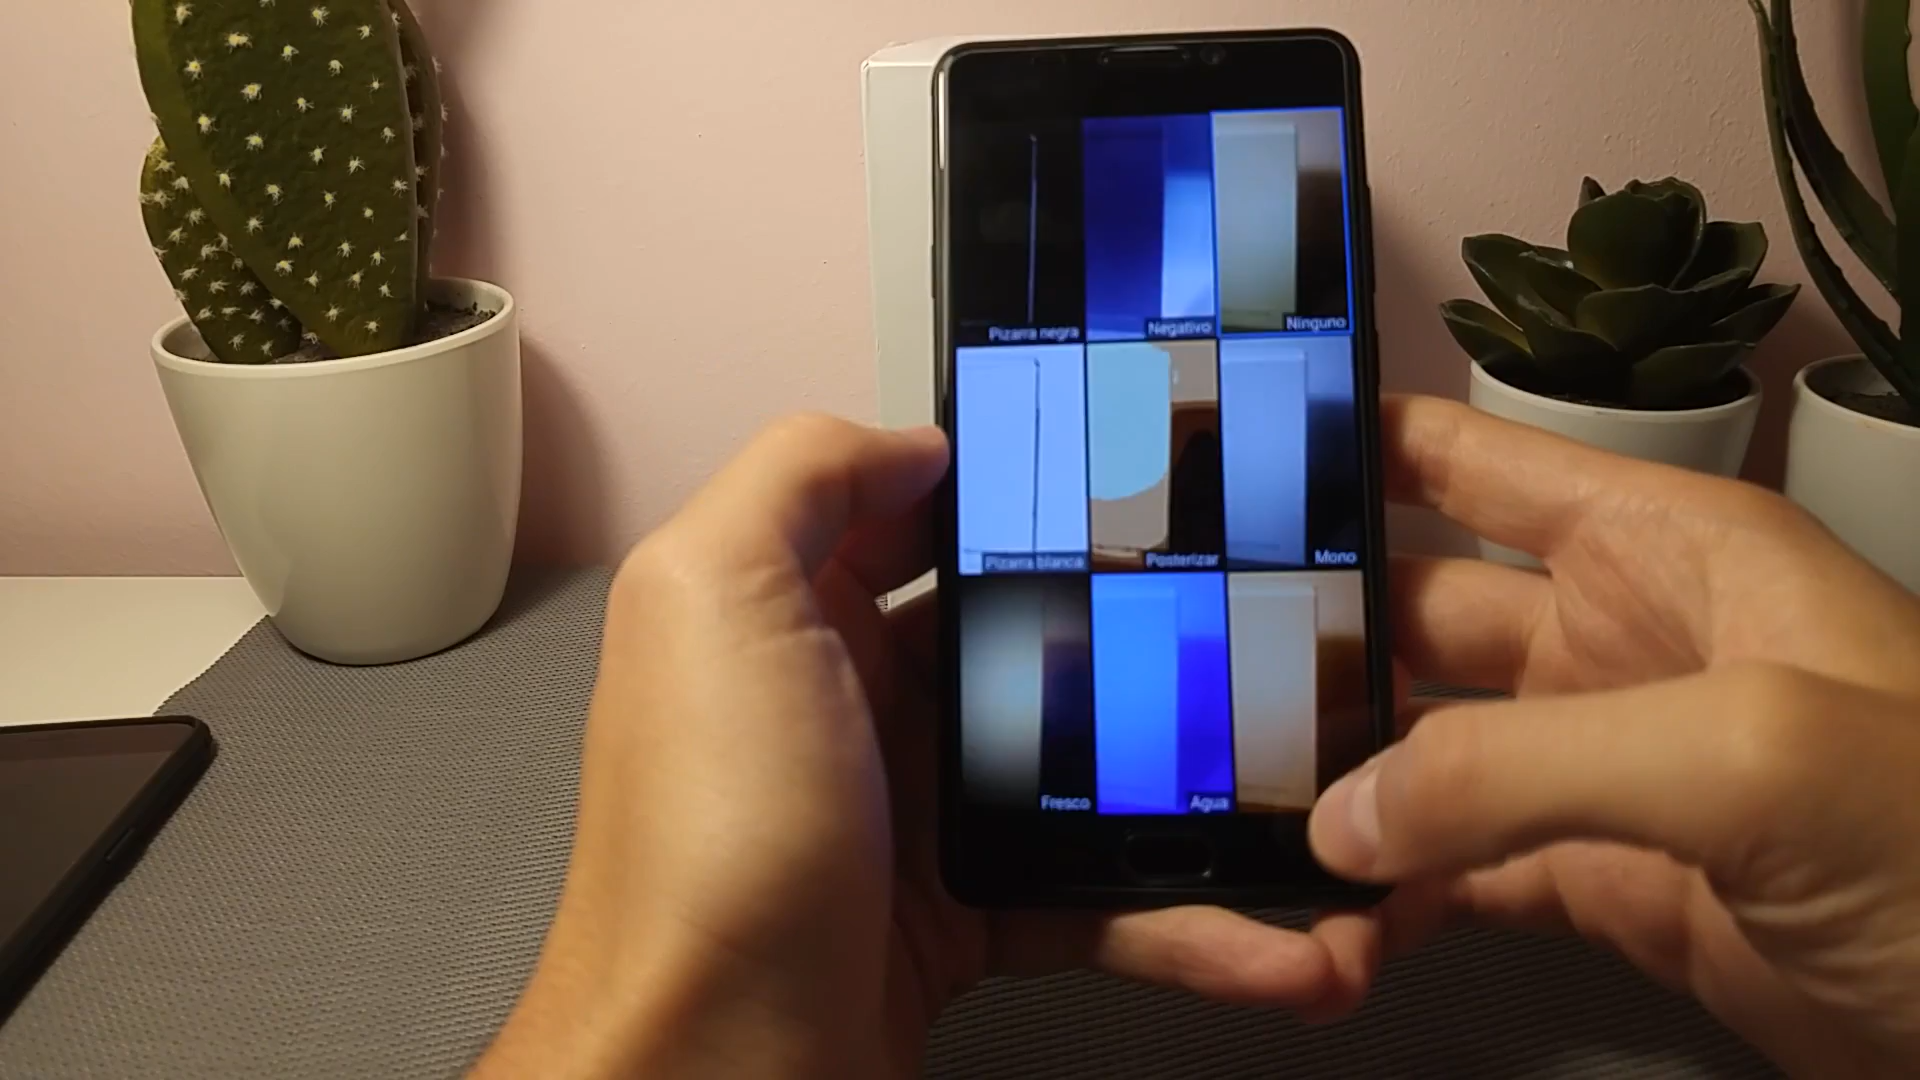 Pizarra negra
Negativo
Ninguno
Pizarra blanca
Posterizar
Mono
Fresco
Agua